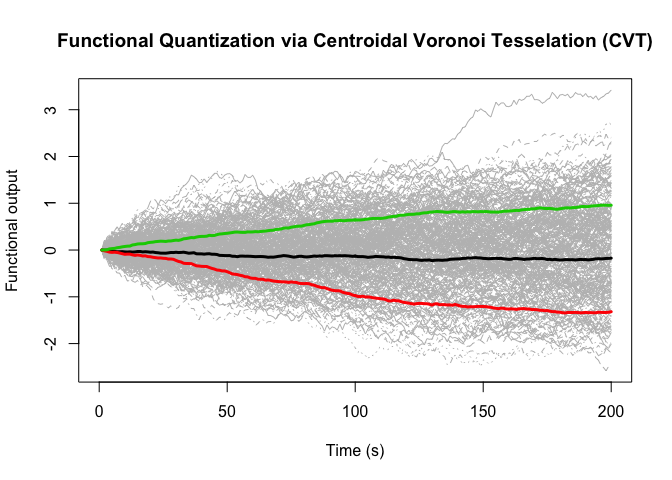 Functional Quantization via Centroidal Voronoi Tesselation (CVT)
Functional output
3
2
1
0
-1
-2
0 50 100 150 200
Time (s)